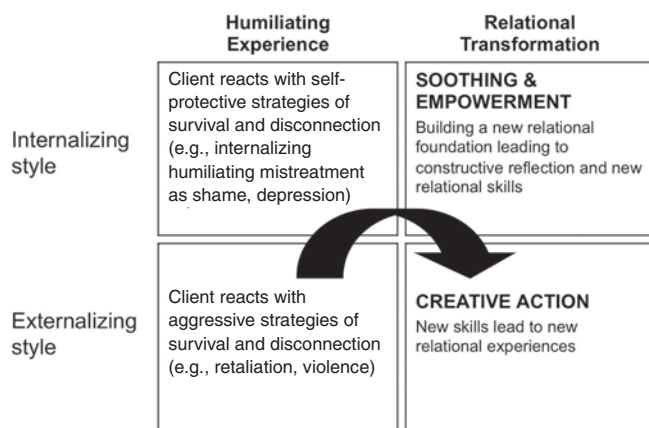 Humiliating
Experience
Relational
Transformation
Internalizing
style
Client reacts with self-
protective strategies of
survival and disconnection
(e.g., internalizing
humiliating mistreatment
as shame, depression)
SOOTHING &
EMPOWERMENT
Building a new relational
foundation leading to
constructive reflection and new
relational skills
Externalizing
style
Client reacts with
aggressive strategies of
survival and disconnection
(e.g., retaliation, violence)
CREATIVE ACTION
New skills lead to new
relational experiences